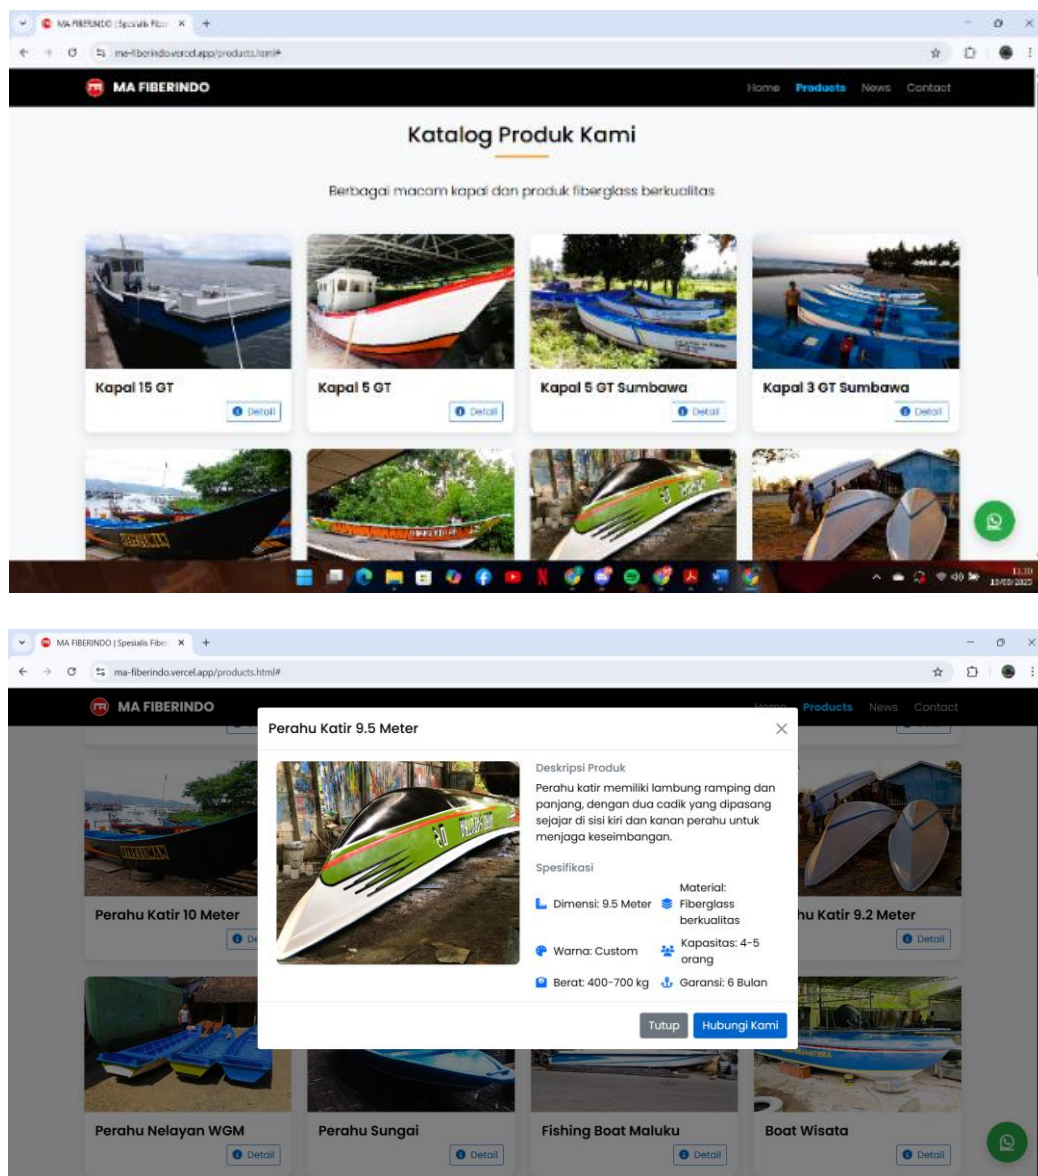 MA FIBERINDO | Spesialis Fiber
ma-fiberindo.vercel.app/products.html#
MA FIBERINDO
Home Products News Contact
Katalog Produk Kami
Berbagai macam kapal dan produk fiberglass berkualitas
Kapal 15 GT
Detail
Kapal 5 GT
Detail
Kapal 5 GT Sumbawa
Detail
Kapal 3 GT Sumbawa
Detail
13/08/2025
MA FIBERINDO | Spesialis Fiber
ma-fiberindo.vercel.app/products.html#
MA FIBERINDO
Home Products News Contact
Perahu Katir 9.5 Meter
Deskripsi Produk
Perahu katir memiliki lambung ramping dan
panjang, dengan dua cadik yang dipasang
sejajar di sisi kiri dan kanan perahu untuk
menjaga keseimbangan.
Spesifikasi
Dimensi: 9.5 Meter
Material:
Fiberglass
berkualitas
Warna: Custom
Kapasitas: 4-5
orang
Berat: 400-700 kg
Garansi: 6 Bulan
Tutup
Hubungi Kami
Perahu Katir 10 Meter
De
hu Katir 9.2 Meter
Detail
Perahu Nelayan WGM
Detail
Perahu Sungai
Detail
Fishing Boat Maluku
Detail
Boat Wisata
Detail